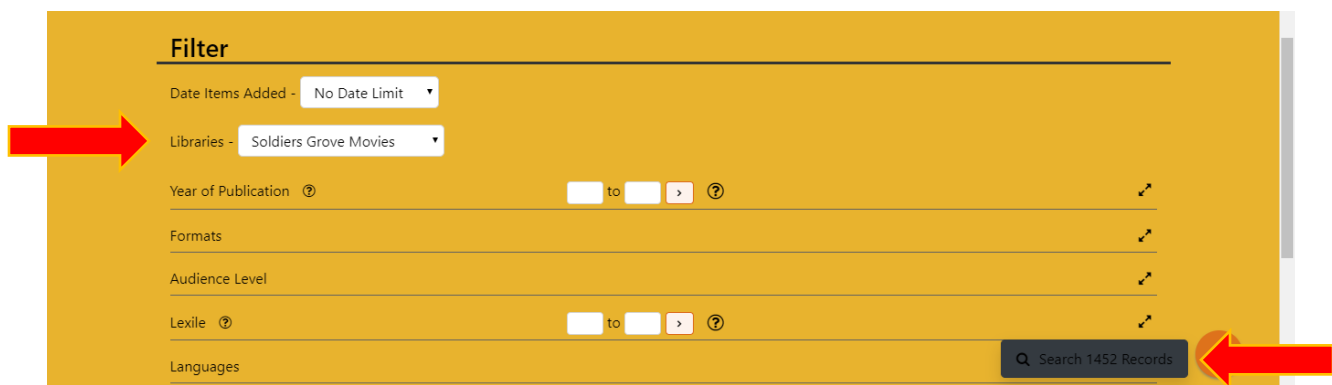 Filter
Date Items Added - No Date Limit
Libraries - Soldiers Grove Movies
Year of Publication ? to > ?
Formats
Audience Level
Lexile ? to > ?
Search 1452 Records
Languages